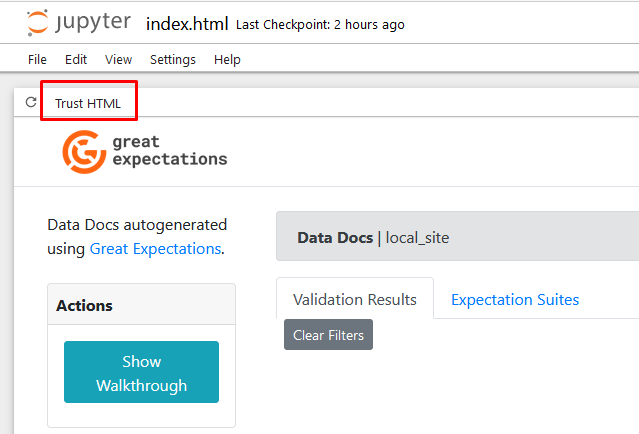 jupyter index.html Last Checkpoint: 2 hours ago
File Edit View Settings Help
Trust HTML
great
expectations
Data Docs autogenerated
using Great Expectations.
Data Docs | local_site
Actions
Show
Walkthrough
Validation Results Expectation Suites
Clear Filters